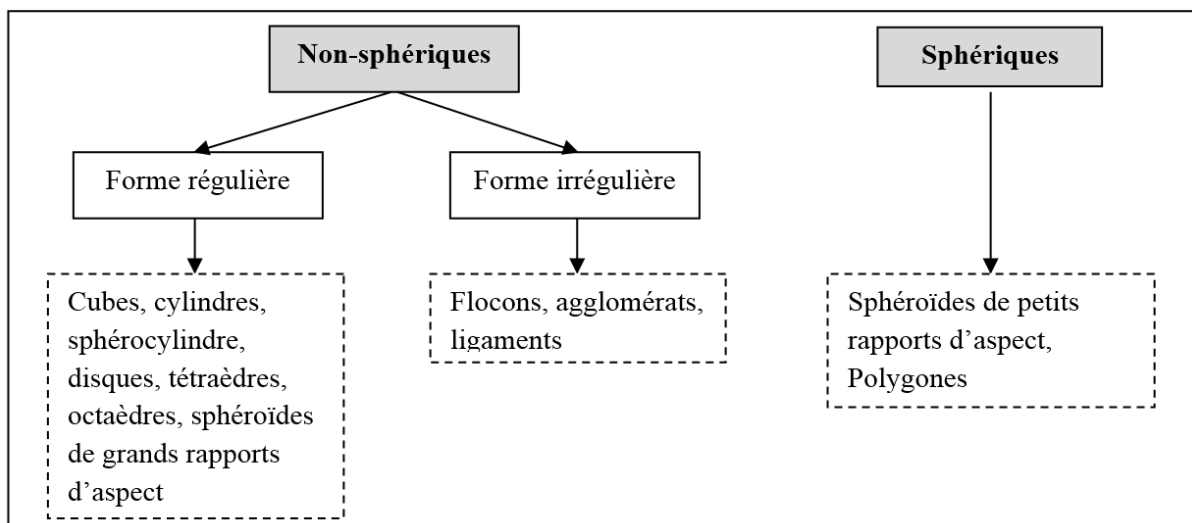 Non-sphériques
Sphériques
Forme régulière
Forme irrégulière
Cubes, cylindres,
sphérocylindre,
disques, tétraèdres,
octaèdres, sphéroïdes
de grands rapports
d’aspect
Flocons, agglomérats,
ligaments
Sphéroïdes de petits
rapports d’aspect,
Polygones